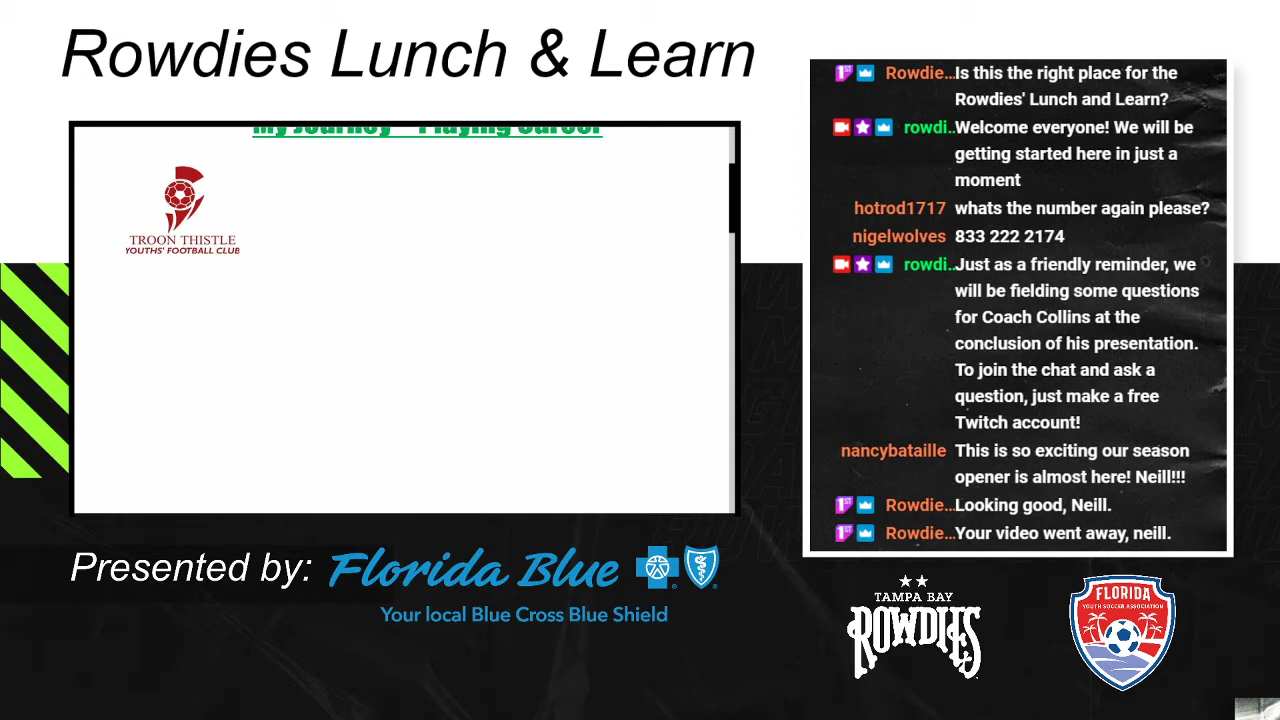 Rowdies Lunch & Learn
My Journey - Playing Career
TROON THISTLE
YOUTHS' FOOTBALL CLUB
Rowdie...Is this the right place for the
Rowdies' Lunch and Learn?
rowdi..Welcome everyone! We will be
getting started here in just a
moment
hotrod1717 whats the number again please?
nigelwolves 833 222 2174
rowdi..Just as a friendly reminder, we
will be fielding some questions
for Coach Collins at the
conclusion of his presentation.
To join the chat and ask a
question, just make a free
Twitch account!
nancybataille This is so exciting our season
opener is almost here! Neill!!!
Rowdie...Looking good, Neill.
Rowdie...Your video went away, neill.
Presented by: Florida Blue
Your local Blue Cross Blue Shield
TAMPA BAY
ROWDIES
FLORIDA
YOUTH SOCCER ASSOCIATION